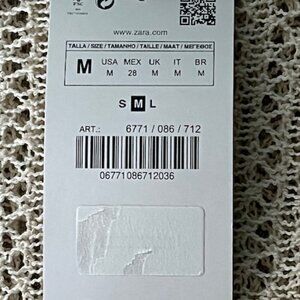 www.zara.com
TALLA / SIZE / TAMANHO / TAILLE / MAAT / ΜΕΓΕΘΟΣ
M USA MEX UK IT BR
M 28 M M M
S M L
ART.: 6771 / 086 / 712
06771086712036